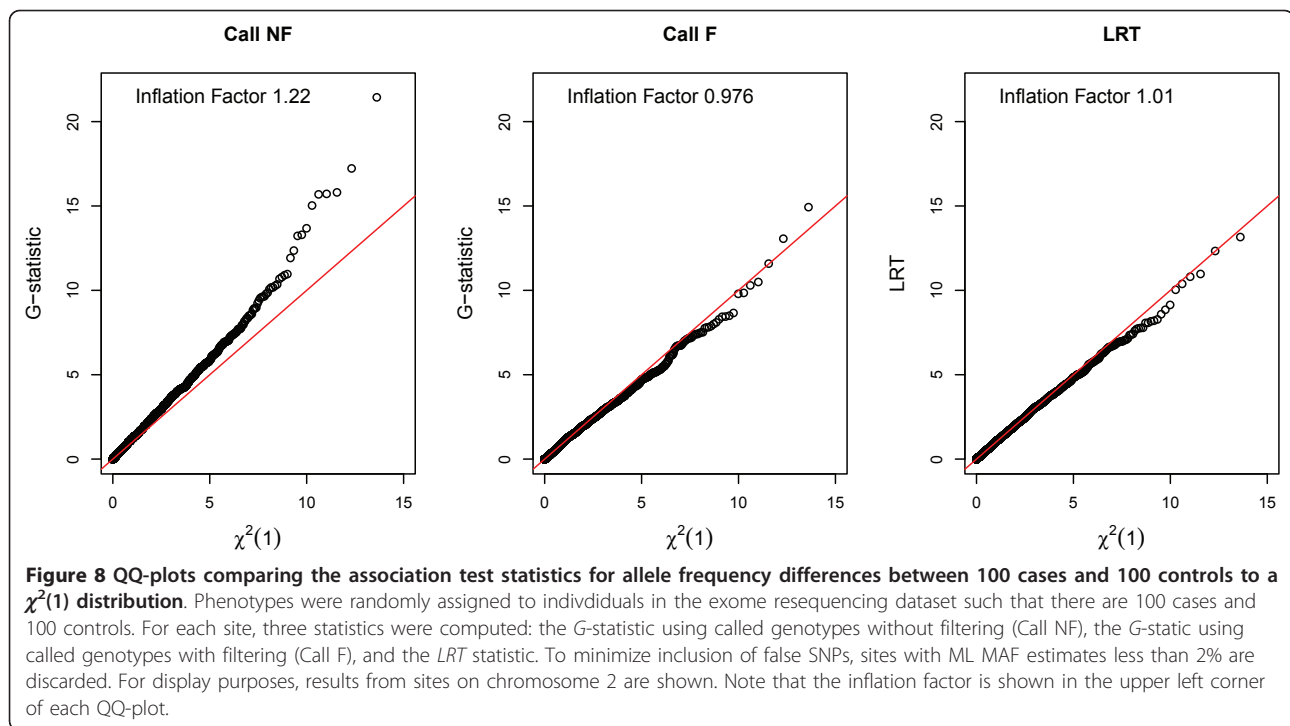 Call NF
Call F
LRT
Inflation Factor 1.22
Inflation Factor 0.976
Inflation Factor 1.01
G−statistic
20
15
10
5
0
0
5
10
15
χ²(1)
G−statistic
20
15
10
5
0
0
5
10
15
χ²(1)
LRT
20
15
10
5
0
0
5
10
15
χ²(1)
Figure 8 QQ-plots comparing the association test statistics for allele frequency differences between 100 cases and 100 controls to a
χ²(1) distribution. Phenotypes were randomly assigned to indivdiduals in the exome resequencing dataset such that there are 100 cases and
100 controls. For each site, three statistics were computed: the G-statistic using called genotypes without filtering (Call NF), the G-static using
called genotypes with filtering (Call F), and the LRT statistic. To minimize inclusion of false SNPs, sites with ML MAF estimates less than 2% are
discarded. For display purposes, results from sites on chromosome 2 are shown. Note that the inflation factor is shown in the upper left corner
of each QQ-plot.